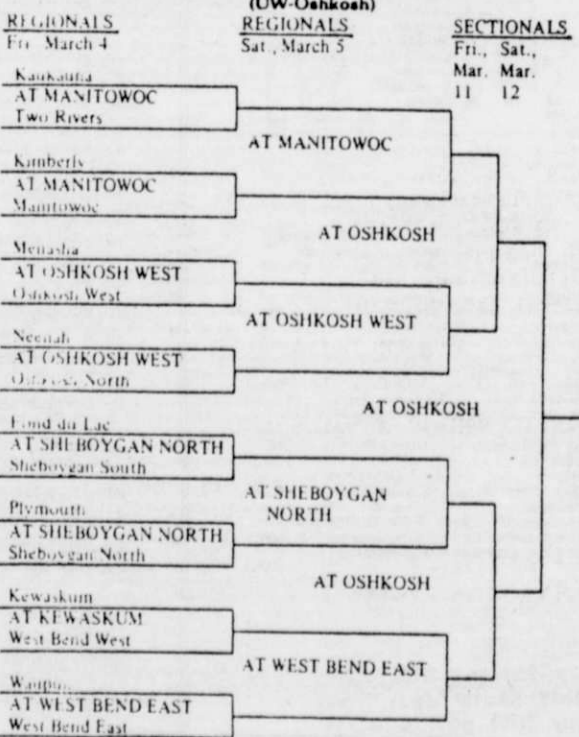 (UW-Oshkosh)
REGIONALS
Fri. March 4
REGIONALS
Sat., March 5
SECTIONALS
Fri., Sat.,
Mar. Mar.
11 12
Kaukauna
AT MANITOWOC
Two Rivers
AT MANITOWOC
Kimberly
AT MANITOWOC
Manitowoc
AT OSHKOSH
Menasha
AT OSHKOSH WEST
Oshkosh West
AT OSHKOSH WEST
Neenah
AT OSHKOSH WEST
Oshkosh North
AT OSHKOSH
Fond du Lac
AT SHEBOYGAN NORTH
Sheboygan South
AT SHEBOYGAN
NORTH
Plymouth
AT SHEBOYGAN NORTH
Sheboygan North
AT OSHKOSH
Kewaskum
AT KEWASKUM
West Bend West
AT WEST BEND EAST
Waupun
AT WEST BEND EAST
West Bend East